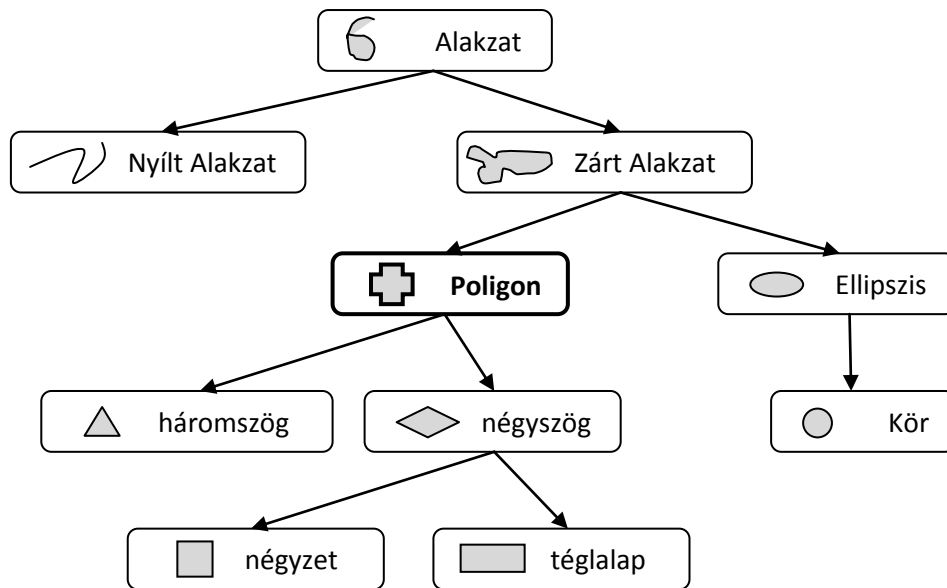 Alakzat
Nyílt Alakzat
Zárt Alakzat
Poligon
Ellipszis
háromszög
négyszög
Kör
négyzet
téglalap